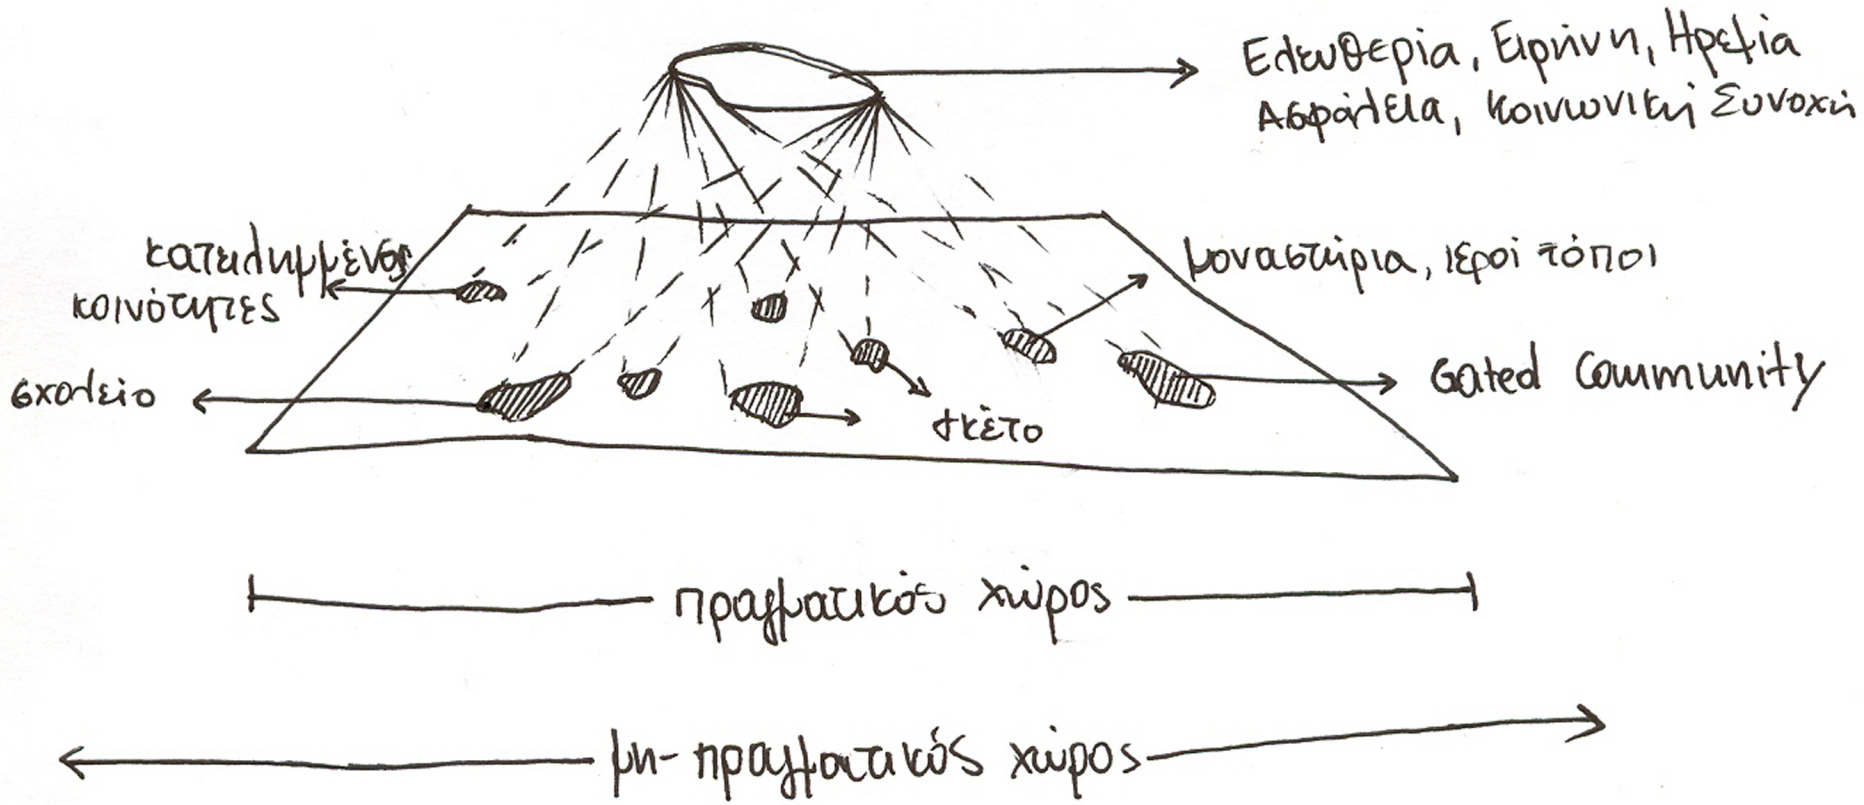 Ελευθερία, Ειρήνη, Ηρεμία
Ασφάλεια, Κοινωνική Συνοχή
κατειλημμένες
κοινότητες
μοναστήρια, ιεροί τόποι
σχολείο
Gated Community
γκέτο
πραγματικός χώρος
μη-πραγματικός χώρος